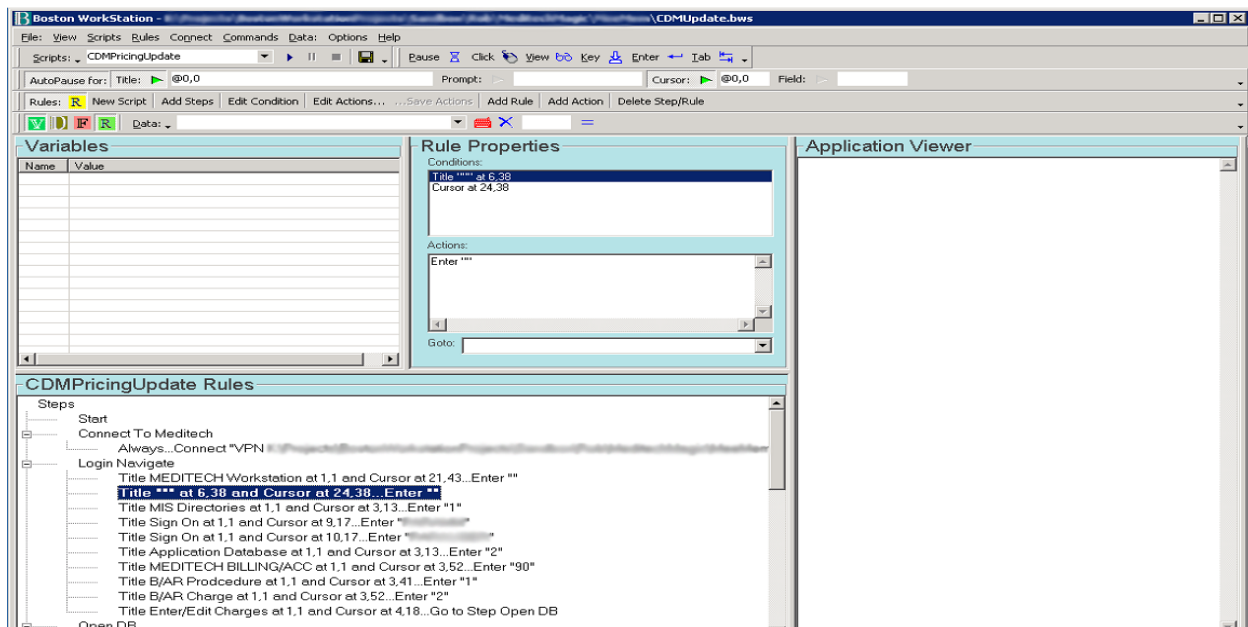 Boston WorkStation - \CDMUpdate.bws
File: View Scripts Rules Connect Commands Data: Options Help
Scripts: CDMPricingUpdate Pause Click View Key Enter Tab
AutoPause for: Title: @0,0 Prompt: Cursor: @0,0 Field:
Rules: R New Script Add Steps Edit Condition Edit Actions... ...Save Actions Add Rule Add Action Delete Step/Rule
V F R Data: =
Variables
Name Value
Rule Properties
Conditions:
Title """" at 6,38
Cursor at 24,38
Actions:
Enter ""
Goto:
Application Viewer
CDMPricingUpdate Rules
Steps
Start
Connect To Meditech
Always...Connect "VPN
Login Navigate
Title MEDITECH Workstation at 1,1 and Cursor at 21,43...Enter ""
Title """ at 6,38 and Cursor at 24,38...Enter ""
Title MIS Directories at 1,1 and Cursor at 3,13...Enter "1"
Title Sign On at 1,1 and Cursor at 9,17...Enter " "
Title Sign On at 1,1 and Cursor at 10,17...Enter " "
Title Application Database at 1,1 and Cursor at 3,13...Enter "2"
Title MEDITECH BILLING/ACC at 1,1 and Cursor at 3,52...Enter "90"
Title B/AR Prodcedure at 1,1 and Cursor at 3,41...Enter "1"
Title B/AR Charge at 1,1 and Cursor at 3,52...Enter "2"
Title Enter/Edit Charges at 1,1 and Cursor at 4,18...Go to Step Open DB
Open DB